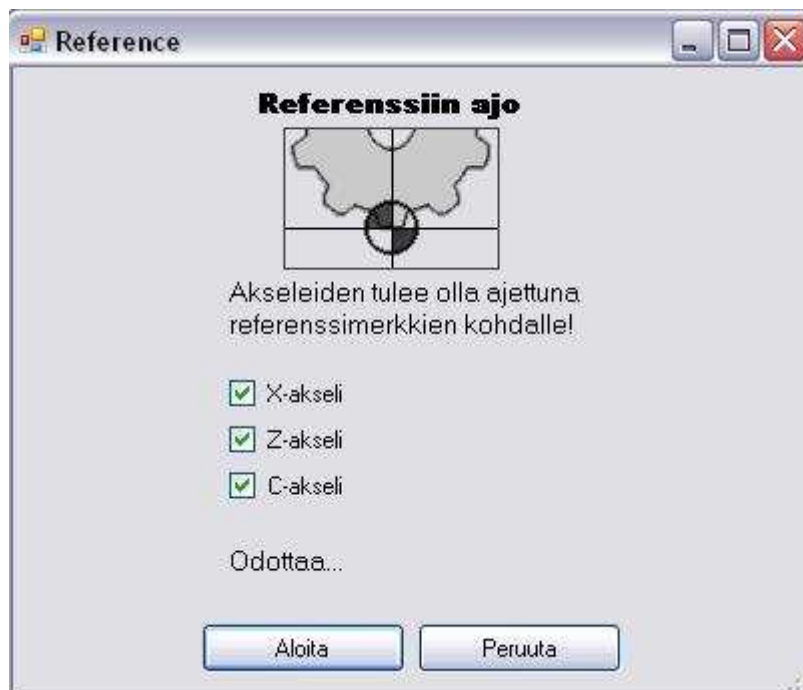 Reference
Referenssiin ajo
Akseleiden tulee olla ajettuna
referenssimerkkien kohdalle!
X-akseli
Z-akseli
C-akseli
Odottaa...
Aloita
Peruuta